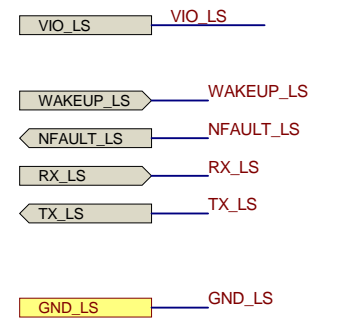 VIO_LS VIO_LS
WAKEUP_LS WAKEUP_LS
NFAULT_LS NFAULT_LS
RX_LS RX_LS
TX_LS TX_LS
GND_LS GND_LS